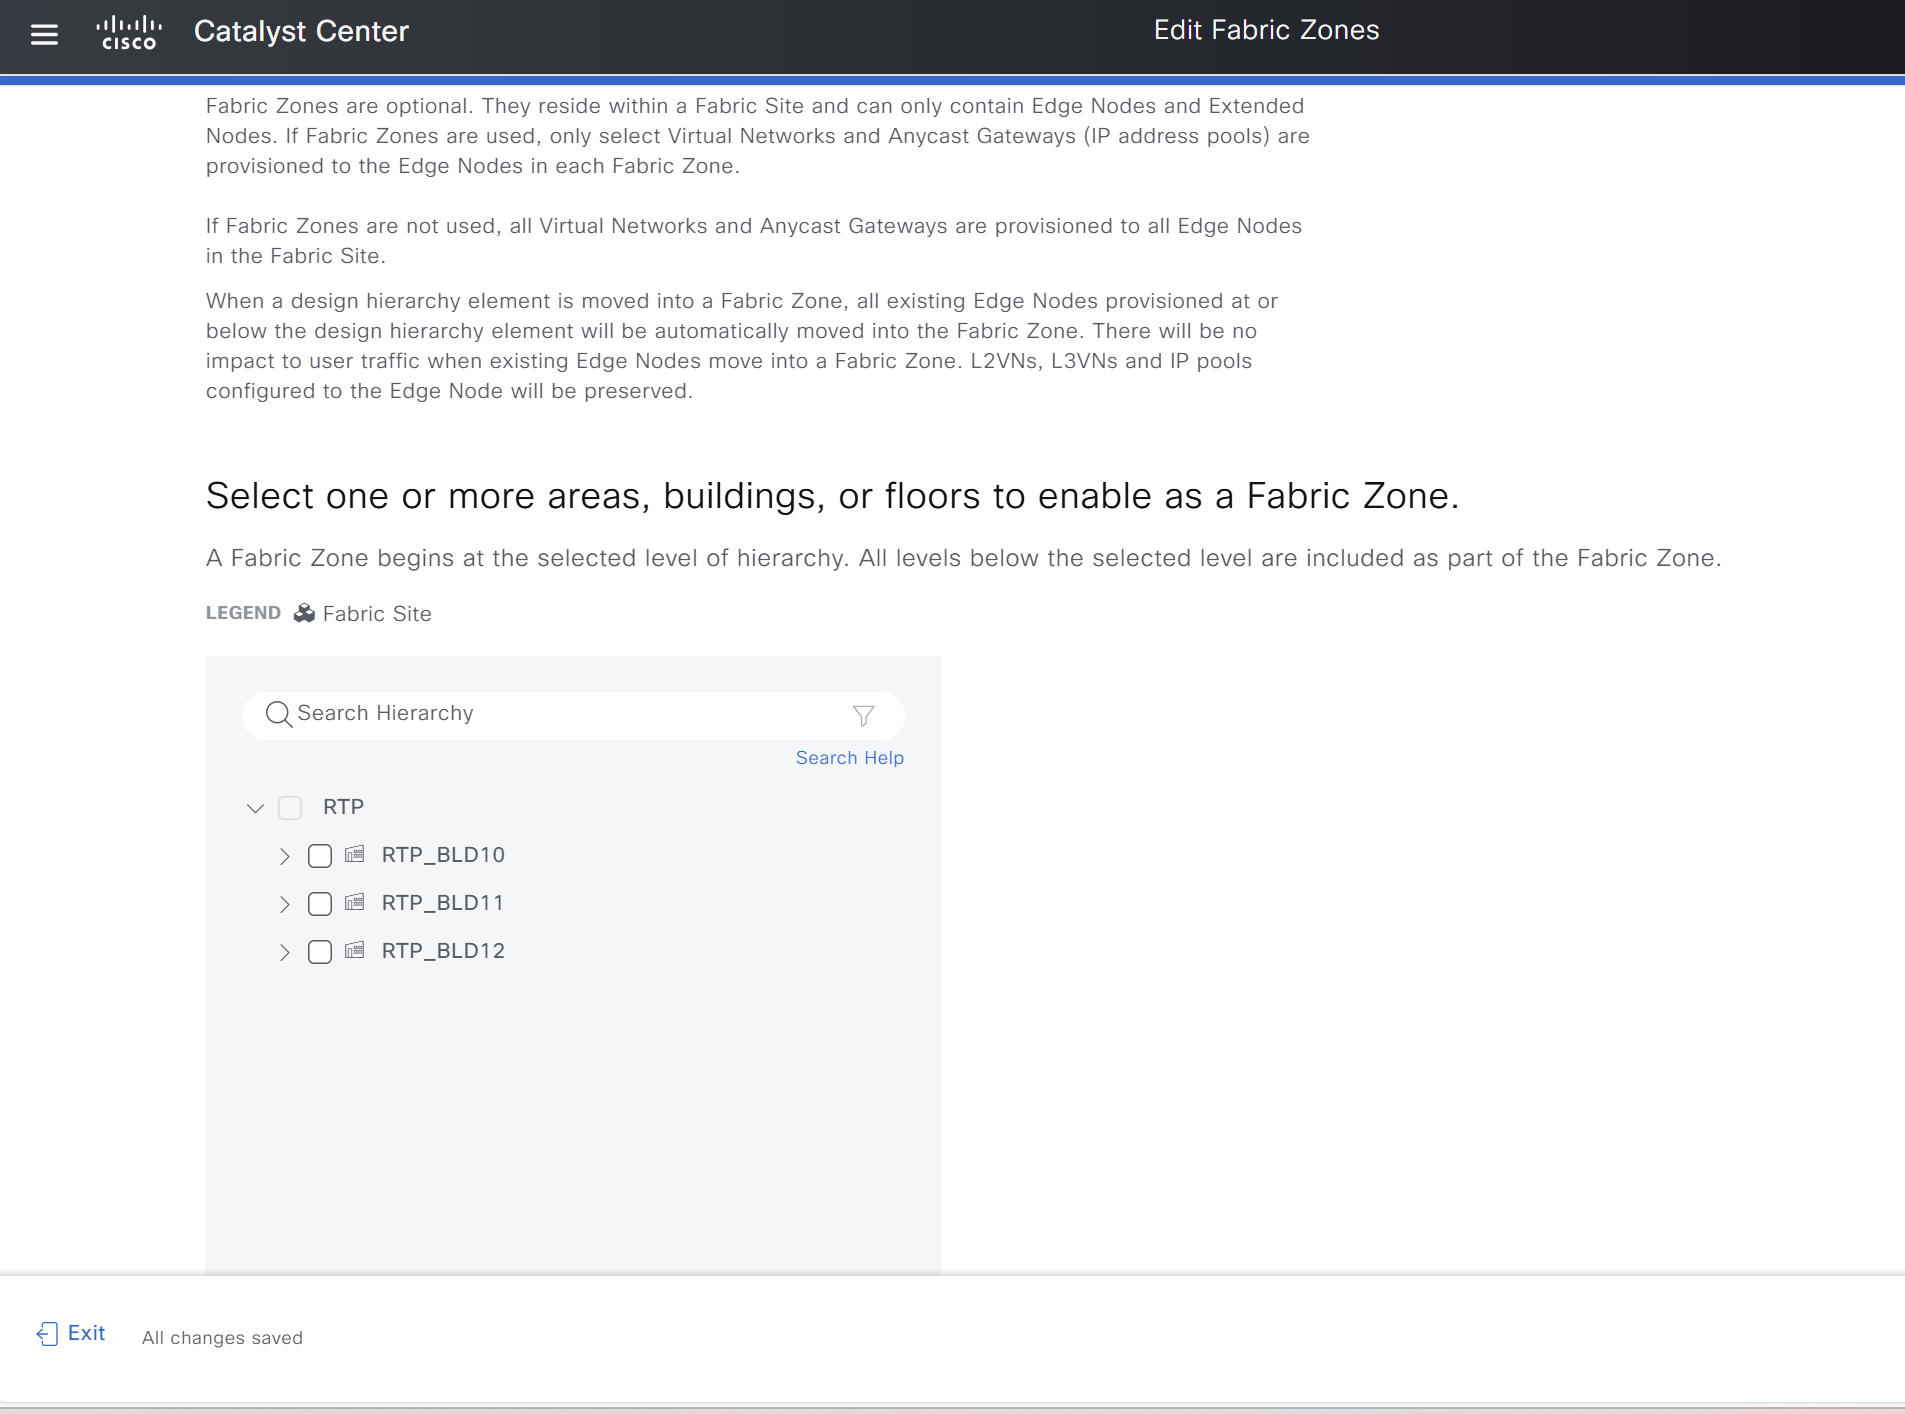 CISCO
Catalyst Center
Edit Fabric Zones
Fabric Zones are optional. They reside within a Fabric Site and can only contain Edge Nodes and Extended
Nodes. If Fabric Zones are used, only select Virtual Networks and Anycast Gateways (IP address pools) are
provisioned to the Edge Nodes in each Fabric Zone.
If Fabric Zones are not used, all Virtual Networks and Anycast Gateways are provisioned to all Edge Nodes
in the Fabric Site.
When a design hierarchy element is moved into a Fabric Zone, all existing Edge Nodes provisioned at or
below the design hierarchy element will be automatically moved into the Fabric Zone. There will be no
impact to user traffic when existing Edge Nodes move into a Fabric Zone. L2VNs, L3VNs and IP pools
configured to the Edge Node will be preserved.
Select one or more areas, buildings, or floors to enable as a Fabric Zone.
A Fabric Zone begins at the selected level of hierarchy. All levels below the selected level are included as part of the Fabric Zone.
LEGEND Fabric Site
Search Hierarchy
Search Help
RTP
RTP_BLD10
RTP_BLD11
RTP_BLD12
Exit
All changes saved